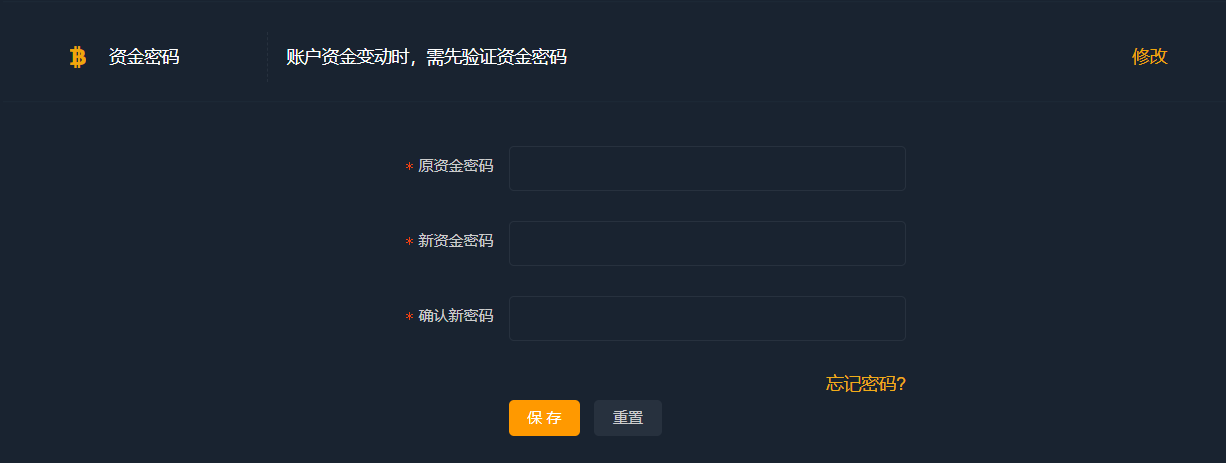 资金密码 账户资金变动时，需先验证资金密码 修改
* 原资金密码
* 新资金密码
* 确认新密码
忘记密码?
保存 重置